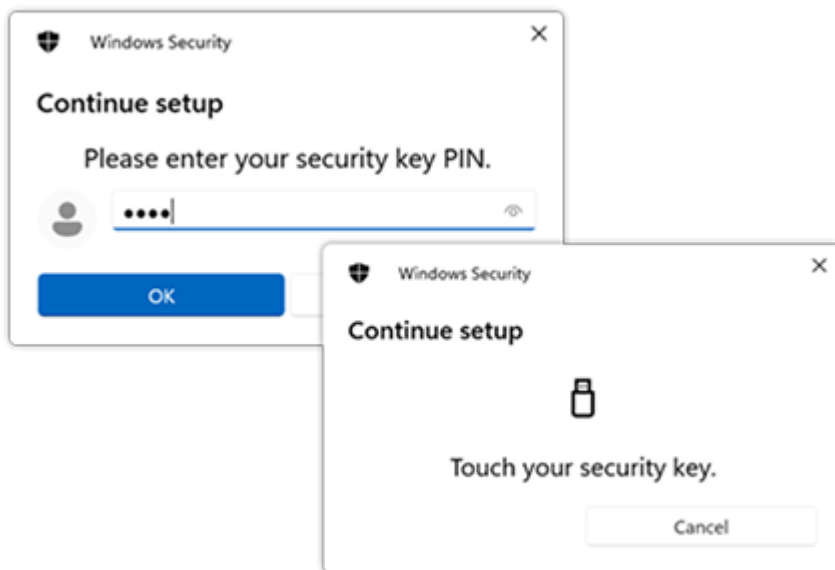 Windows Security
Continue setup
Please enter your security key PIN.
••••
OK
Windows Security
Continue setup
Touch your security key.
Cancel